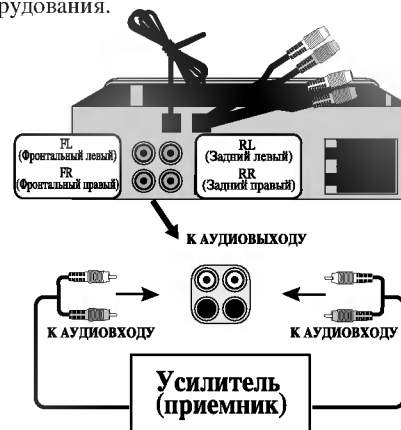 рудования.
FL
(Фронтальный левый)
FR
(Фронтальный правый)
RL
(Задний левый)
RR
(Задний правый)
К АУДИОВЫХОДУ
К АУДИОВХОДУ
К АУДИОВХОДУ
Усилитель
(приемник)